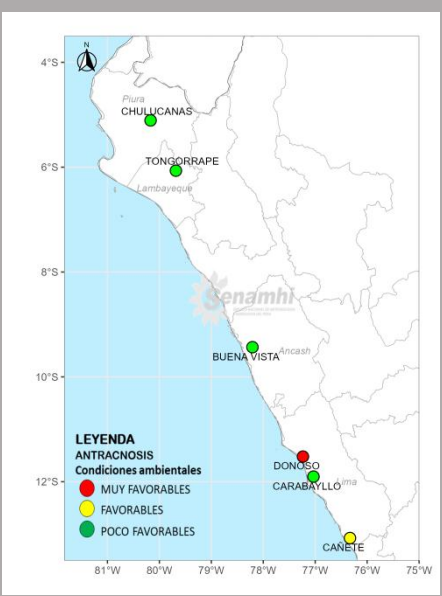 N
4°S
6°S
8°S
10°S
12°S
Piura
CHULUCANAS
TONGORRAPE
Lambayeque
Senamhi
BUENA VISTA
Ancash
DONOSO
CARABAYLLO
Lima
CAÑETE
LEYENDA
ANTRACNOSIS
Condiciones ambientales
MUY FAVORABLES
FAVORABLES
POCO FAVORABLES
81°W 80°W 79°W 78°W 77°W 76°W 75°W